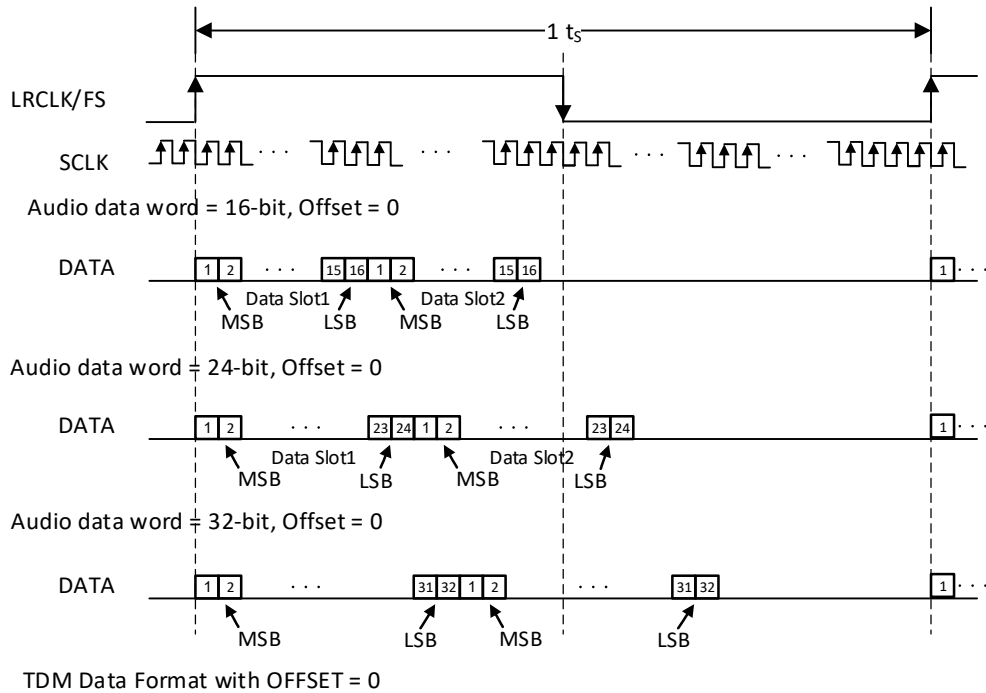 1 tS
LRCLK/FS
SCLK
Audio data word = 16-bit, Offset = 0
DATA 1 2 · · · 15 16 1 2 · · · 15 16 1 · · ·
Data Slot1 Data Slot2
MSB LSB MSB LSB
Audio data word = 24-bit, Offset = 0
DATA 1 2 · · · 23 24 1 2 · · · 23 24 1 · · ·
Data Slot1 Data Slot2
MSB LSB MSB LSB
Audio data word = 32-bit, Offset = 0
DATA 1 2 · · · 31 32 1 2 · · · 31 32 1 · · ·
MSB LSB MSB LSB
TDM Data Format with OFFSET = 0